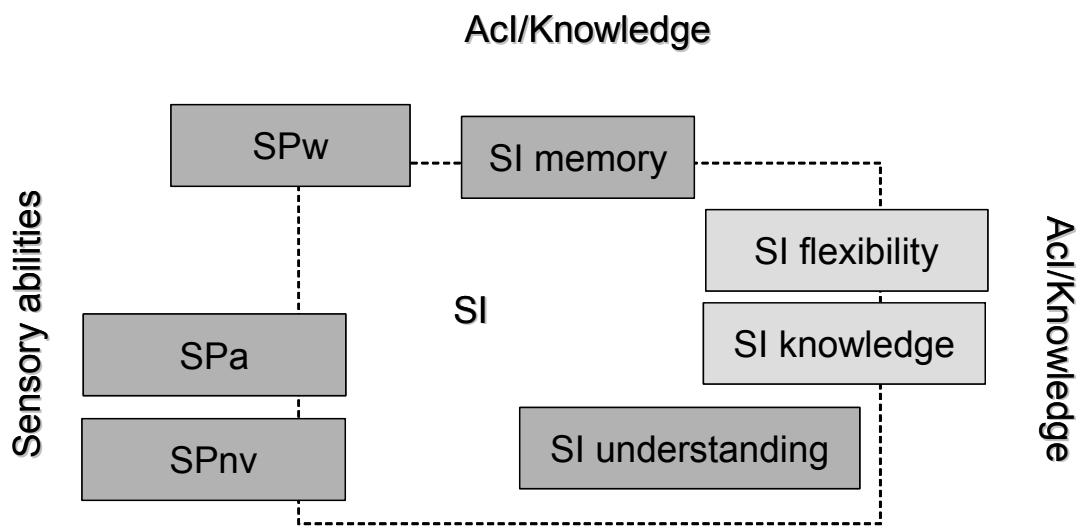 AcI/Knowledge
SPw
SI memory
Sensory abilities
SI flexibility
SI
SI knowledge
AcI/Knowledge
SPa
SI understanding
SPnv